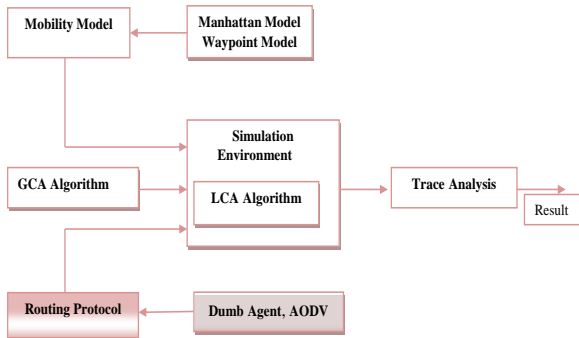 Mobility Model
Manhattan Model
Waypoint Model
Simulation
Environment
GCA Algorithm
LCA Algorithm
Trace Analysis
Result
Routing Protocol
Dumb Agent, AODV